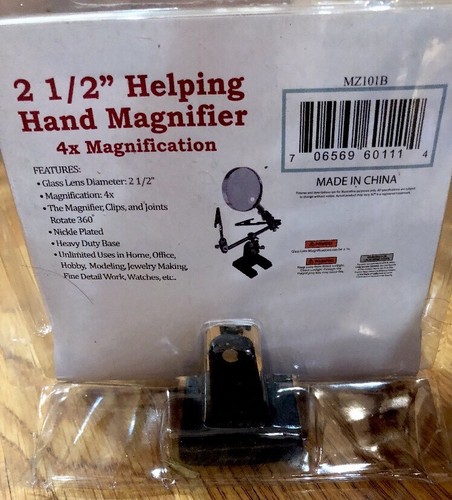 2 1/2” Helping
Hand Magnifier
4x Magnification
FEATURES:
• Glass Lens Diameter: 2 1/2"
• Magnification: 4x
• The Magnifier, Clips, and Joints
Rotate 360°
• Nickle Plated
• Heavy Duty Base
• Unlimited Uses in Home, Office,
Hobby, Modeling, Jewelry Making,
Fine Detail Work, Watches, etc.
MZ101B
7 06569 60111 4
MADE IN CHINA